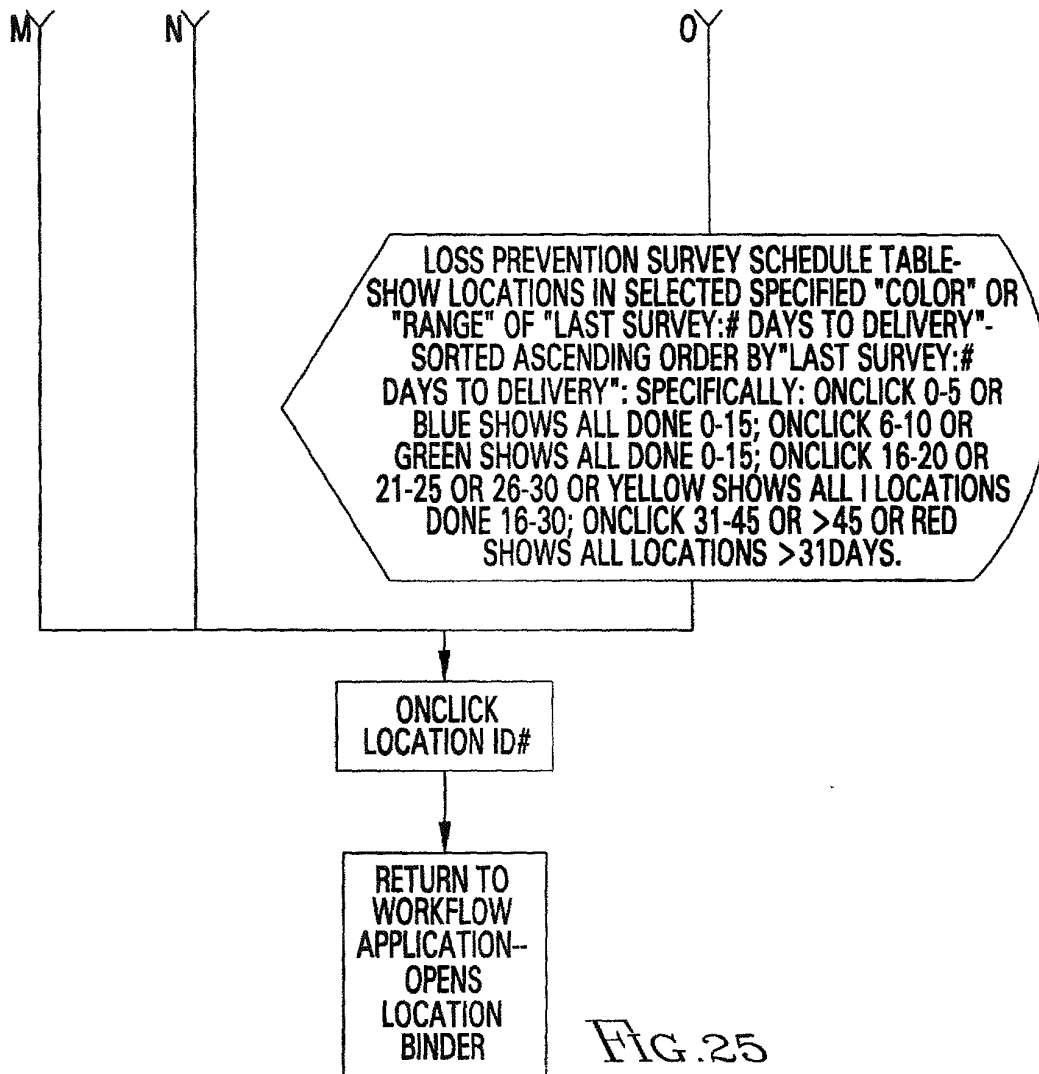 M N O
LOSS PREVENTION SURVEY SCHEDULE TABLE-
SHOW LOCATIONS IN SELECTED SPECIFIED "COLOR" OR
"RANGE" OF "LAST SURVEY:# DAYS TO DELIVERY"-
SORTED ASCENDING ORDER BY"LAST SURVEY:#
DAYS TO DELIVERY": SPECIFICALLY: ONCLICK 0-5 OR
BLUE SHOWS ALL DONE 0-15; ONCLICK 6-10 OR
GREEN SHOWS ALL DONE 0-15; ONCLICK 16-20 OR
21-25 OR 26-30 OR YELLOW SHOWS ALL I LOCATIONS
DONE 16-30; ONCLICK 31-45 OR >45 OR RED
SHOWS ALL LOCATIONS >31DAYS.
ONCLICK
LOCATION ID#
RETURN TO
WORKFLOW
APPLICATION--
OPENS
LOCATION
BINDER
FIG.25